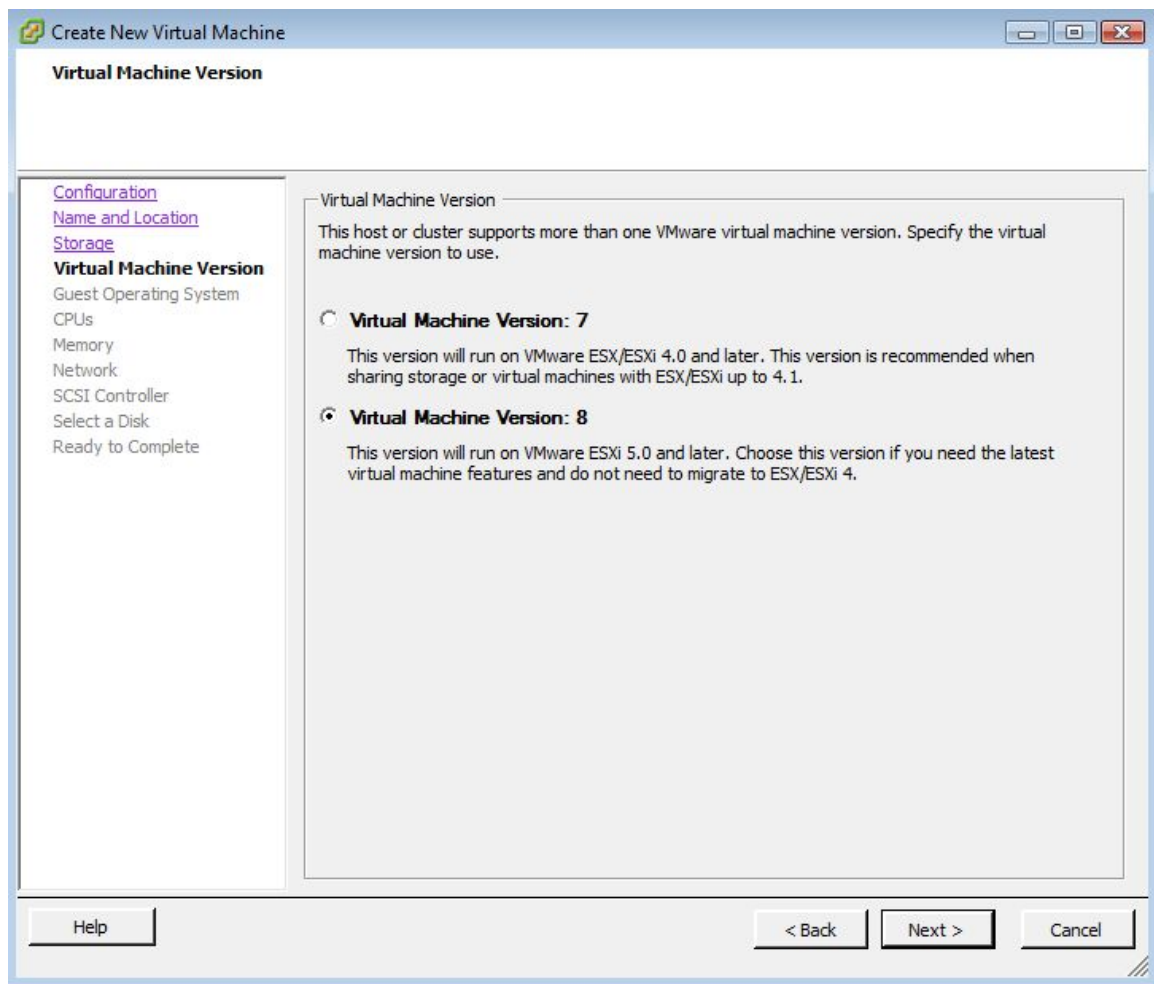 Create New Virtual Machine
Virtual Machine Version
Configuration
Name and Location
Storage
Virtual Machine Version
Guest Operating System
CPUs
Memory
Network
SCSI Controller
Select a Disk
Ready to Complete
Virtual Machine Version
This host or cluster supports more than one VMware virtual machine version. Specify the virtual
machine version to use.
Virtual Machine Version: 7
This version will run on VMware ESX/ESXi 4.0 and later. This version is recommended when
sharing storage or virtual machines with ESX/ESXi up to 4.1.
Virtual Machine Version: 8
This version will run on VMware ESXi 5.0 and later. Choose this version if you need the latest
virtual machine features and do not need to migrate to ESX/ESXi 4.
Help
< Back
Next >
Cancel